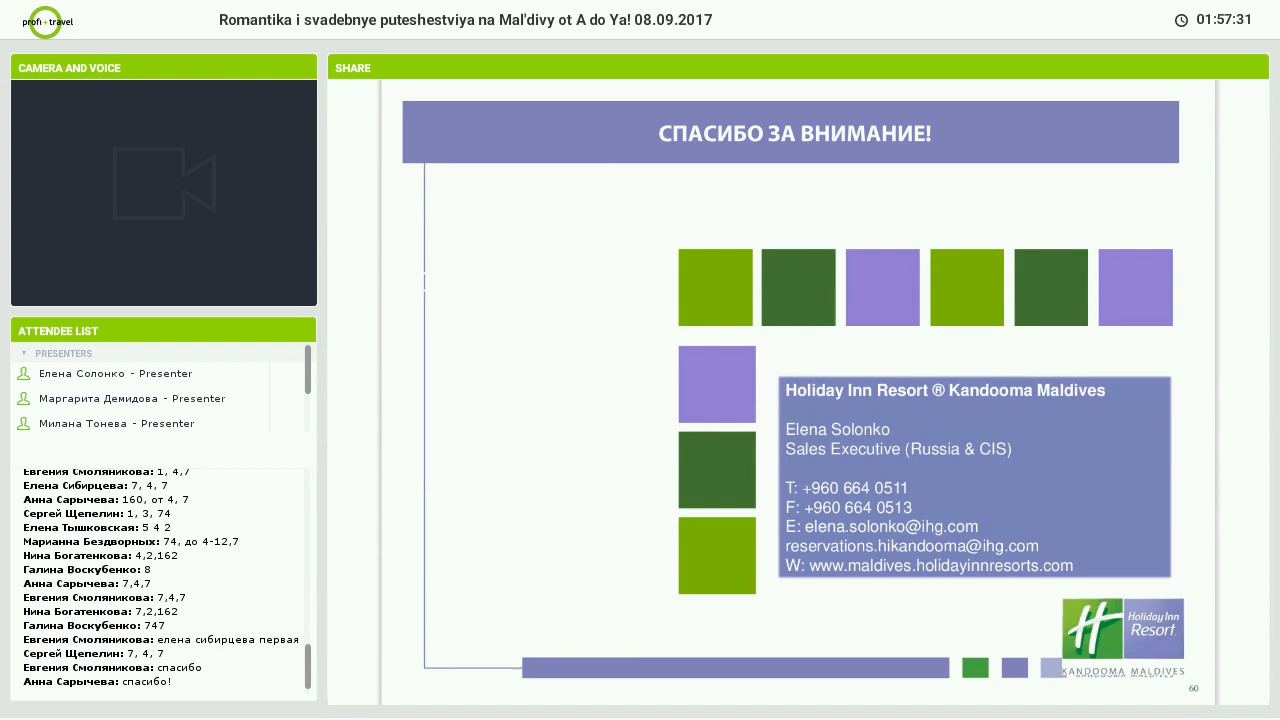 profi + travel
Romantika i svadebnye puteshestviya na Mal'divy ot A do Ya! 08.09.2017
01:57:31
CAMERA AND VOICE
SHARE
СПАСИБО ЗА ВНИМАНИЕ!
ATTENDEE LIST
PRESENTERS
Елена Солонко - Presenter
Маргарита Демидова - Presenter
Милана Тонева - Presenter
Евгения Смоляникова: 1, 4,7
Елена Сибирцева: 7, 4, 7
Анна Сарычева: 160, от 4, 7
Сергей Щепелин: 1, 3, 74
Елена Тышковская: 5 4 2
Марианна Бездворных: 74, до 4-12,7
Нина Богатенкова: 4,2,162
Галина Воскубенко: 8
Анна Сарычева: 7,4,7
Евгения Смоляникова: 7,4,7
Нина Богатенкова: 7,2,162
Галина Воскубенко: 747
Евгения Смоляникова: елена сибирцева первая
Сергей Щепелин: 7, 4, 7
Евгения Смоляникова: спасибо
Анна Сарычева: спасибо!
Holiday Inn Resort ® Kandooma Maldives
Elena Solonko
Sales Executive (Russia & CIS)
T: +960 664 0511
F: +960 664 0513
E: elena.solonko@ihg.com
reservations.hikandooma@ihg.com
W: www.maldives.holidayinnresorts.com
Holiday Inn
Resort
KANDOOMA MALDIVES
60